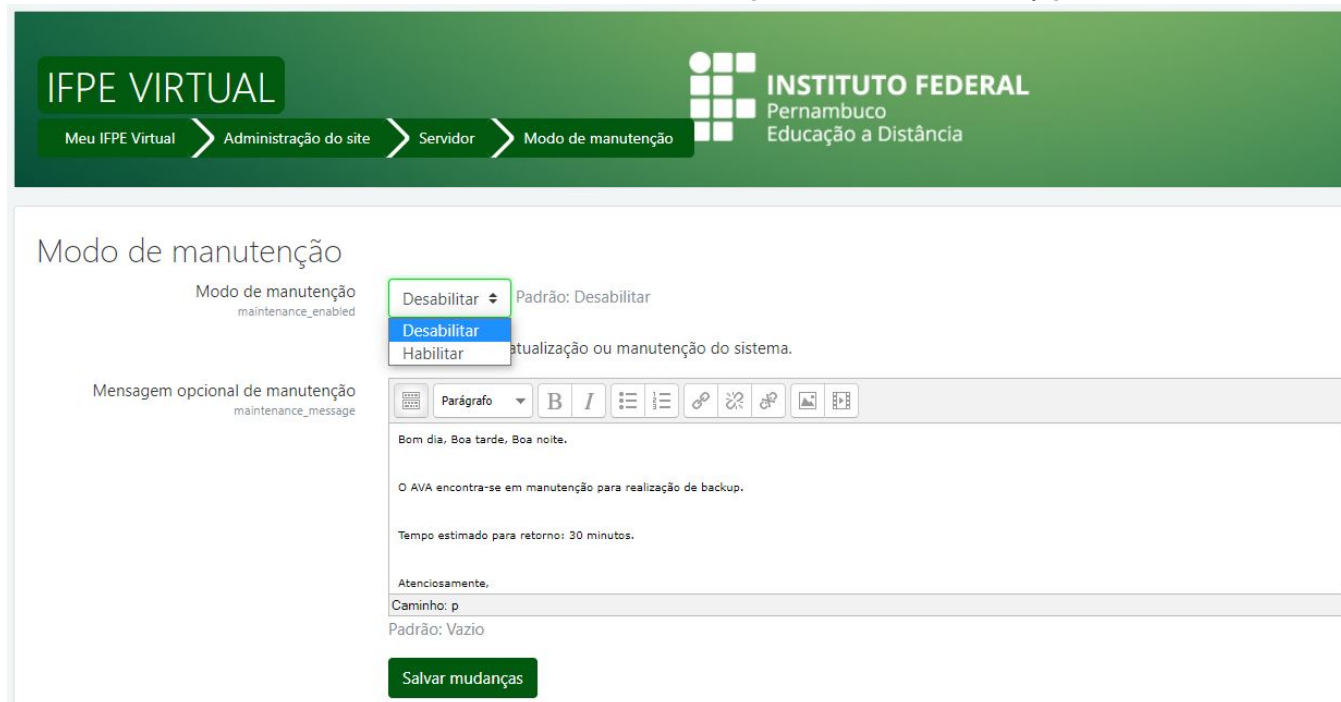 IFPE VIRTUAL
INSTITUTO FEDERAL
Pernambuco
Educação a Distância
Meu IFPE Virtual Administração do site Servidor Modo de manutenção
Modo de manutenção
Modo de manutenção
maintenance_enabled
Desabilitar Padrão: Desabilitar
Desabilitar
Habilitar
atualização ou manutenção do sistema.
Mensagem opcional de manutenção
maintenance_message
Parágrafo B I
Bom dia, Boa tarde, Boa noite.
O AVA encontra-se em manutenção para realização de backup.
Tempo estimado para retorno: 30 minutos.
Atenciosamente,
Caminho: p
Padrão: Vazio
Salvar mudanças